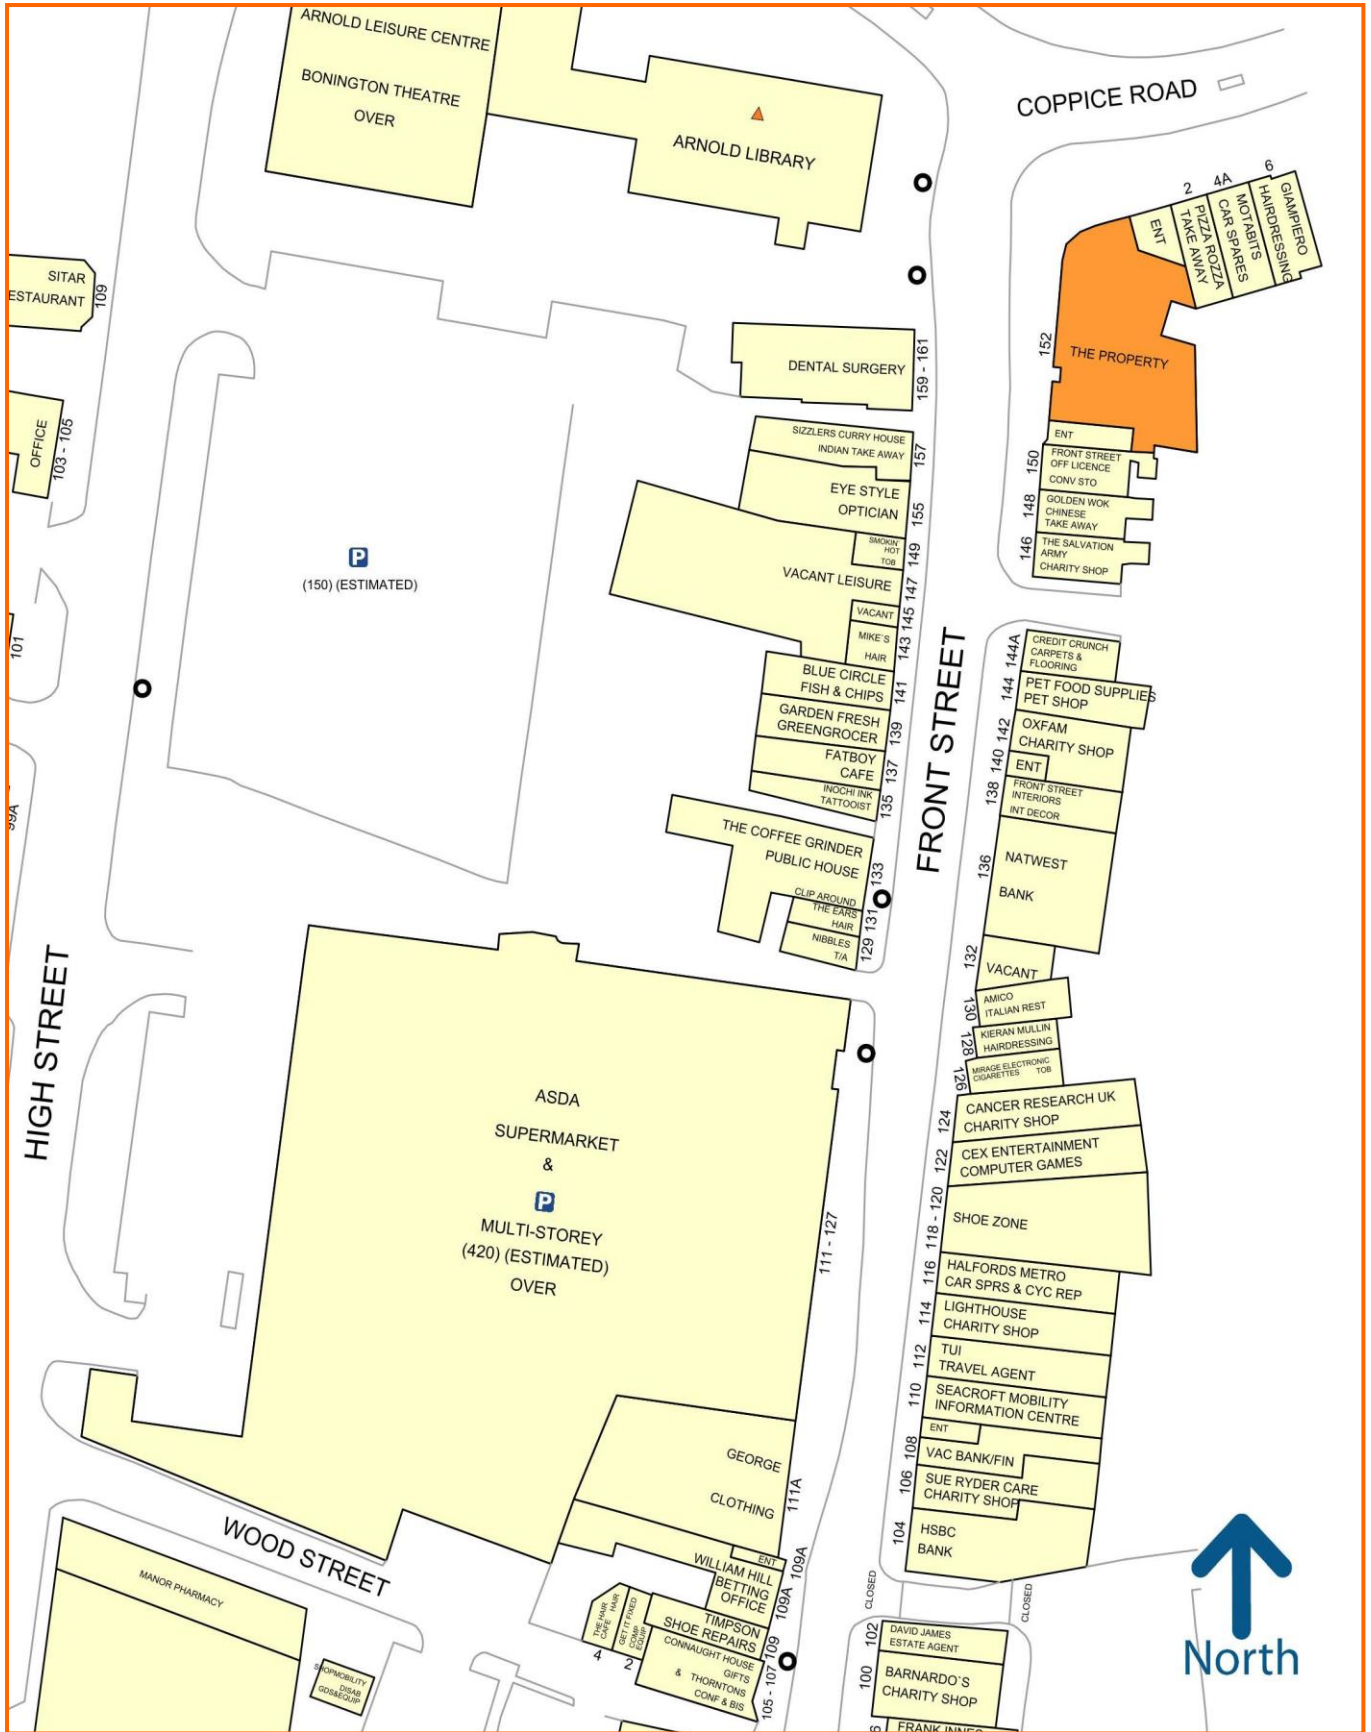 ARNOLD LEISURE CENTRE
BONINGTON THEATRE
OVER
ARNOLD LIBRARY
COPPICE ROAD
6
4A
2
GIAMPIERO
HAIRDRESSING
MOTABITS
CAR SPARES
PIZZA ROZZA
TAKE AWAY
ENT
SITAR
ESTAURANT
109
THE PROPERTY
152
DENTAL SURGERY
159 - 161
OFFICE
103 - 105
SIZZLERS CURRY HOUSE
INDIAN TAKE AWAY
157
ENT
FRONT STREET
OFF LICENCE
CONV STO
150
EYE STYLE
OPTICIAN
155
GOLDEN WOK
CHINESE
TAKE AWAY
148
THE SALVATION
ARMY
CHARITY SHOP
146
SMOKIN'
HOT
TOB
149
P
(150) (ESTIMATED)
VACANT LEISURE
147
VACANT
145
MIKE'S
HAIR
143
101
BLUE CIRCLE
FISH & CHIPS
141
GARDEN FRESH
GREENGROCER
139
FATBOY
CAFE
137
INOCHI INK
TATTOOIST
135
FRONT STREET
CREDIT CRUNCH
CARPETS &
FLOORING
144A
PET FOOD SUPPLIES
PET SHOP
144
OXFAM
CHARITY SHOP
142
ENT
140
FRONT STREET
INTERIORS
INT DECOR
138
99A
THE COFFEE GRINDER
PUBLIC HOUSE
133
CLIP AROUND
THE EARS
HAIR
131
NIBBLES
T/A
129
NATWEST
BANK
136
VACANT
132
AMICO
ITALIAN REST
130
KIERAN MULLIN
HAIRDRESSING
128
MIRAGE ELECTRONIC
CIGARETTES TOB
126
HIGH STREET
ASDA
SUPERMARKET
&
P
MULTI-STOREY
(420) (ESTIMATED)
OVER
111 - 127
CANCER RESEARCH UK
CHARITY SHOP
124
CEX ENTERTAINMENT
COMPUTER GAMES
122
SHOE ZONE
118 - 120
HALFORDS METRO
CAR SPRS & CYC REP
116
LIGHTHOUSE
CHARITY SHOP
114
TUI
TRAVEL AGENT
112
SEACROFT MOBILITY
INFORMATION CENTRE
110
ENT
VAC BANK/FIN
108
SUE RYDER CARE
CHARITY SHOP
106
HSBC
BANK
104
GEORGE
CLOTHING
111A
WOOD STREET
ENT
109A
WILLIAM HILL
BETTING
OFFICE
109A
MANOR PHARMACY
SHOPMOBILITY
DISAB
GDS&EQUIP
THE HAIR
CAFE HAIR
4
GET IT FIXED
COMP
EQUIP
2
TIMPSON
SHOE REPAIRS
109
CONNAUGHT HOUSE
GIFTS
& THORNTONS
CONF & BIS
105 - 107
CLOSED
CLOSED
DAVID JAMES
ESTATE AGENT
102
BARNARDO`S
CHARITY SHOP
100
FRANK INNES
North